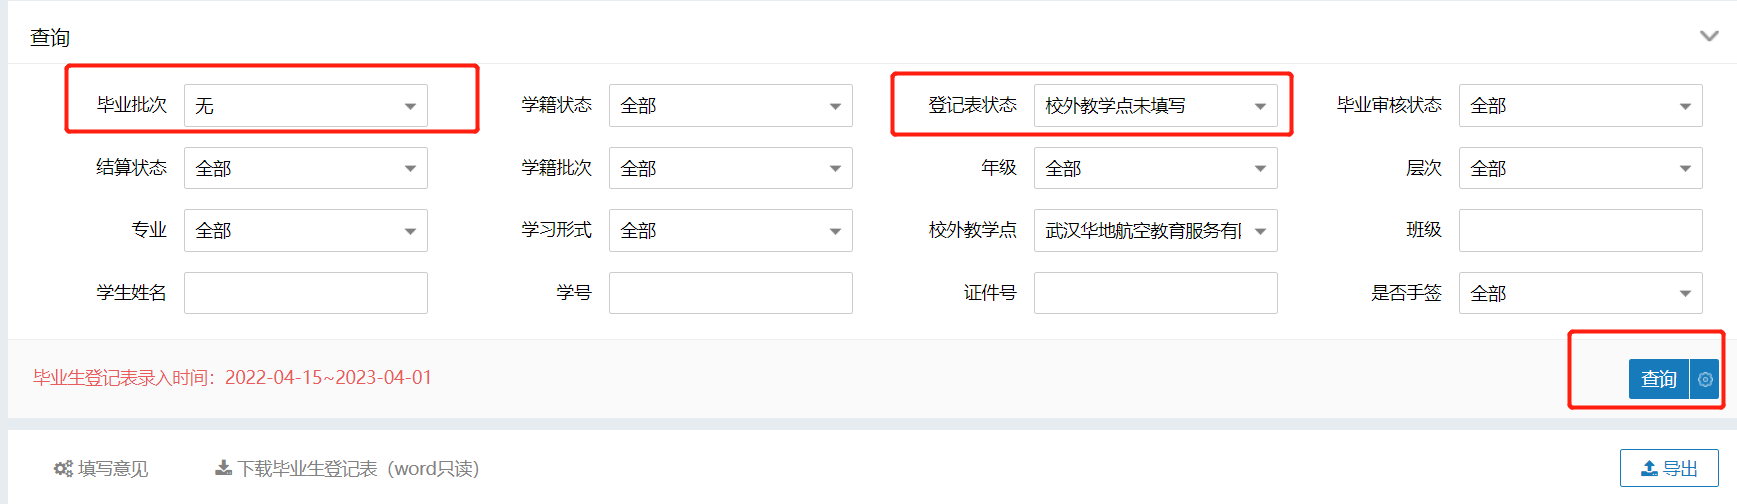 查询
毕业批次 无 学籍状态 全部 登记表状态 校外教学点未填写 毕业审核状态 全部
结算状态 全部 学籍批次 全部 年级 全部 层次 全部
专业 全部 学习形式 全部 校外教学点 武汉华地航空教育服务有 班级
学生姓名 学号 证件号 是否手签 全部
毕业生登记表录入时间：2022-04-15~2023-04-01 查询
填写意见 下载毕业生登记表（word只读） 导出